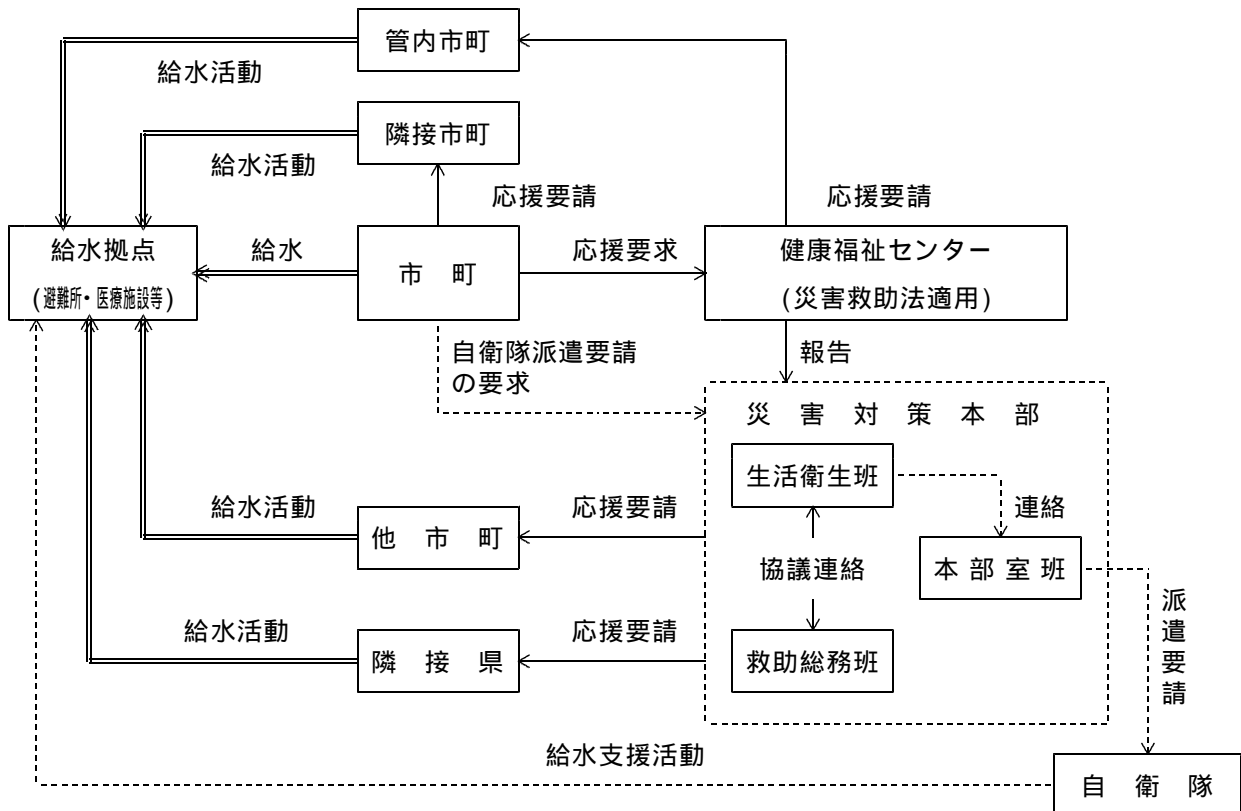 管内市町
給水活動
隣接市町
給水活動
応援要請
応援要請
給水拠点
(避難所・医療施設等)
給水
市 町
応援要求
健康福祉センター
(災害救助法適用)
自衛隊派遣要請
の要求
報告
災 害 対 策 本 部
生活衛生班
連絡
給水活動
他 市 町
応援要請
協議連絡
本 部 室 班
派遣要請
給水活動
隣 接 県
応援要請
救助総務班
給水支援活動
自 衛 隊